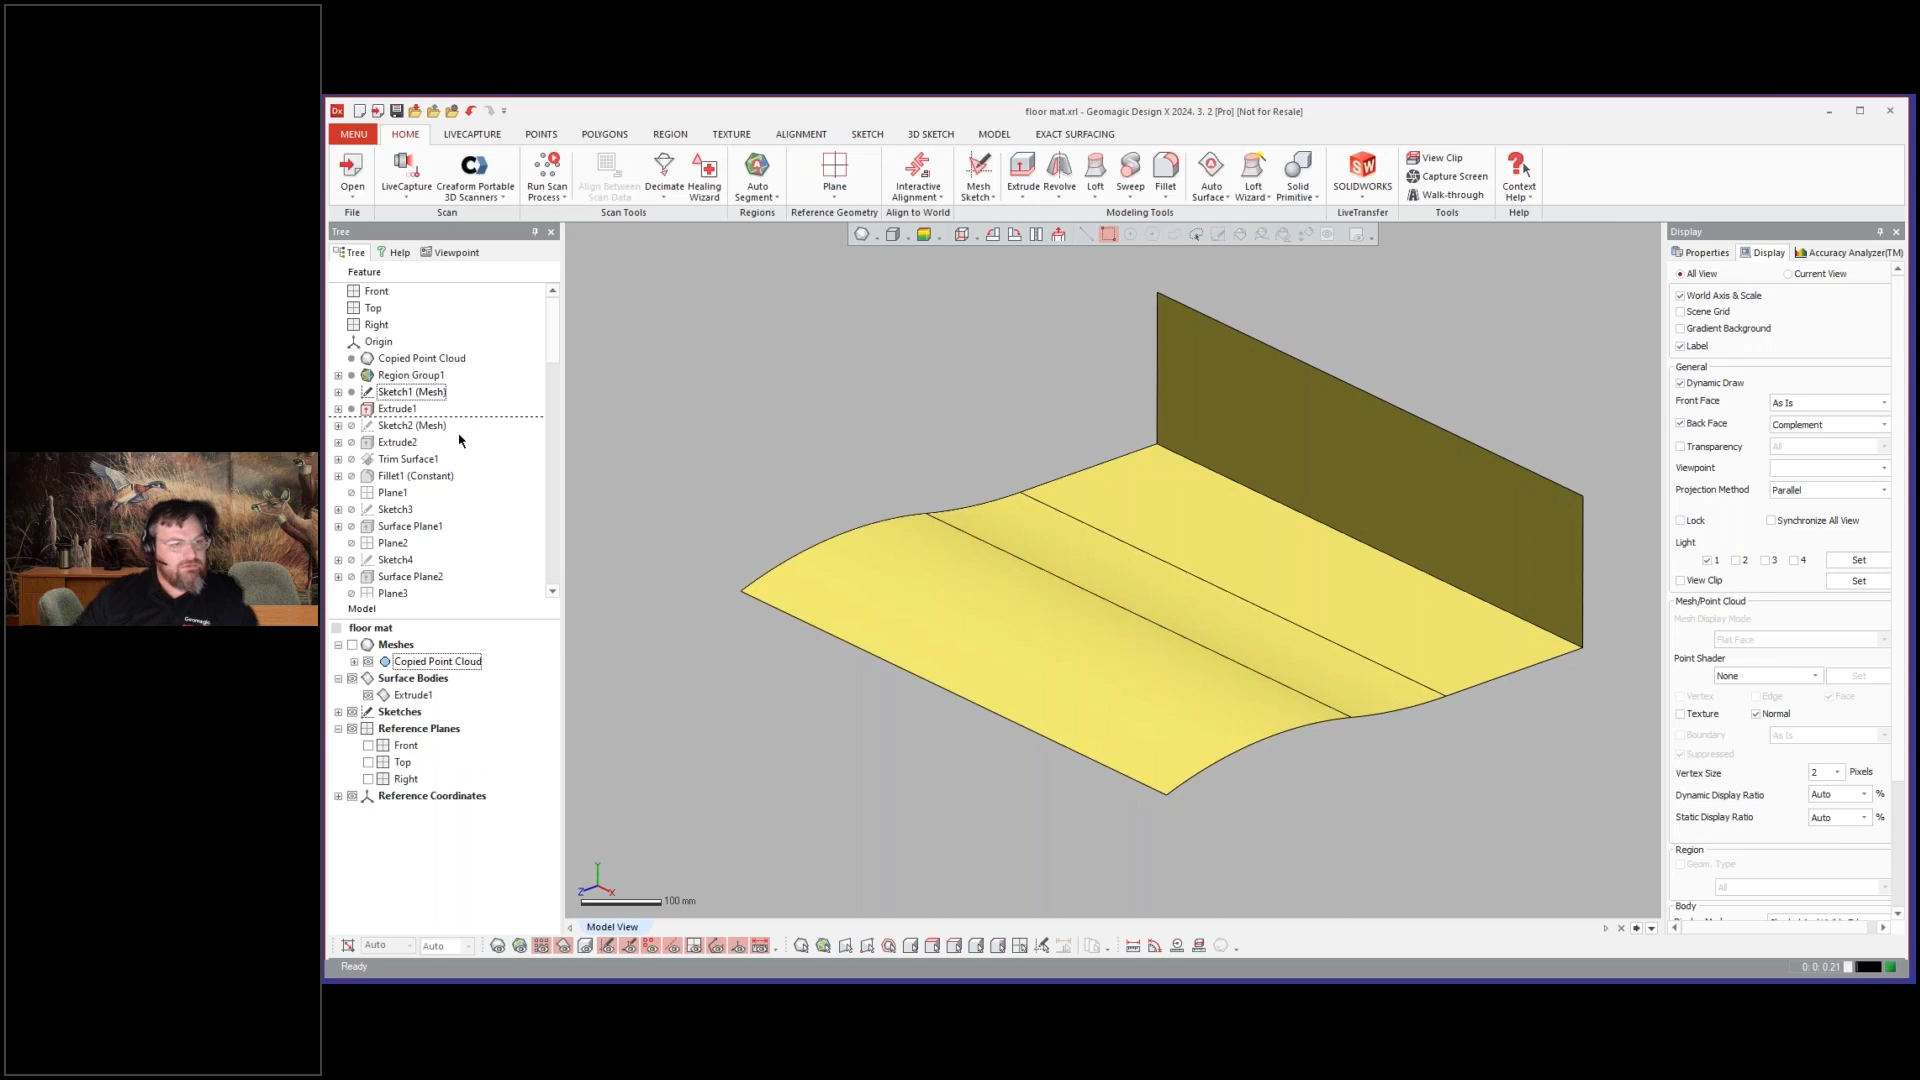 Dx
floor mat.xrl - Geomagic Design X 2024. 3. 2 [Pro] [Not for Resale]
MENU HOME LIVECAPTURE POINTS POLYGONS REGION TEXTURE ALIGNMENT SKETCH 3D SKETCH MODEL EXACT SURFACING
Open LiveCapture Creaform Portable 3D Scanners Run Scan Process Align Between Scan Data Decimate Healing Wizard Auto Segment Plane Interactive Alignment Mesh Sketch Extrude Revolve Loft Sweep Fillet Auto Surface Loft Wizard Solid Primitive SOLIDWORKS View Clip Capture Screen Walk-through Context Help
File Scan Scan Tools Regions Reference Geometry Align to World Modeling Tools LiveTransfer Tools Help
Tree
Tree Help Viewpoint
Feature
Front
Top
Right
Origin
Copied Point Cloud
Region Group1
Sketch1 (Mesh)
Extrude1
Sketch2 (Mesh)
Extrude2
Trim Surface1
Fillet1 (Constant)
Plane1
Sketch3
Surface Plane1
Plane2
Sketch4
Surface Plane2
Plane3
Model
floor mat
Meshes
Copied Point Cloud
Surface Bodies
Extrude1
Sketches
Reference Planes
Front
Top
Right
Reference Coordinates
Geomagic
Y
Z X
100 mm
Model View
Auto Auto
Ready
0: 0: 0.21
Display
Properties Display Accuracy Analyzer(TM)
All View Current View
World Axis & Scale
Scene Grid
Gradient Background
Label
General
Dynamic Draw
Front Face As Is
Back Face Complement
Transparency All
Viewpoint
Projection Method Parallel
Lock Synchronize All View
Light
1 2 3 4 Set
View Clip Set
Mesh/Point Cloud
Mesh Display Mode
Flat Face
Point Shader
None Set
Vertex Edge Face
Texture Normal
Boundary As Is
Suppressed
Vertex Size 2 Pixels
Dynamic Display Ratio Auto %
Static Display Ratio Auto %
Region
Geom. Type
All
Body